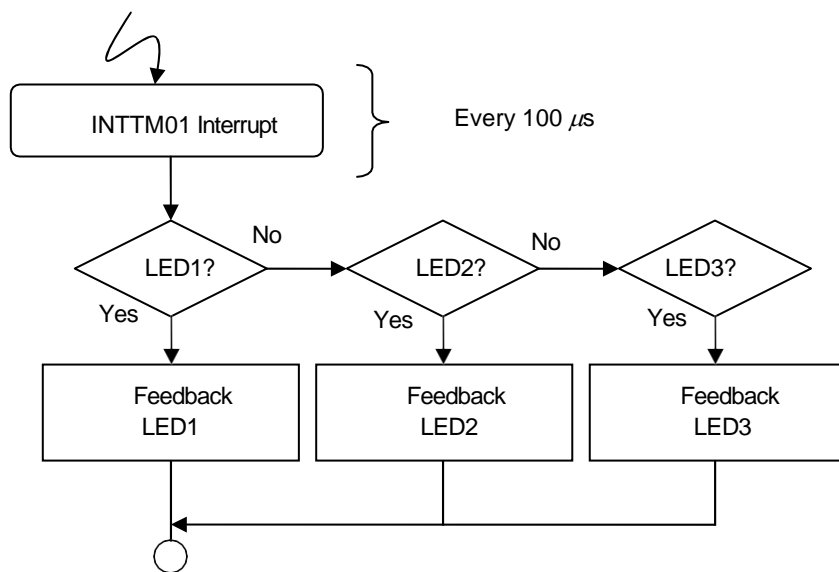 INTTM01 Interrupt
Every 100 μs
LED1?
No
LED2?
No
LED3?
Yes
Yes
Yes
Feedback
LED1
Feedback
LED2
Feedback
LED3